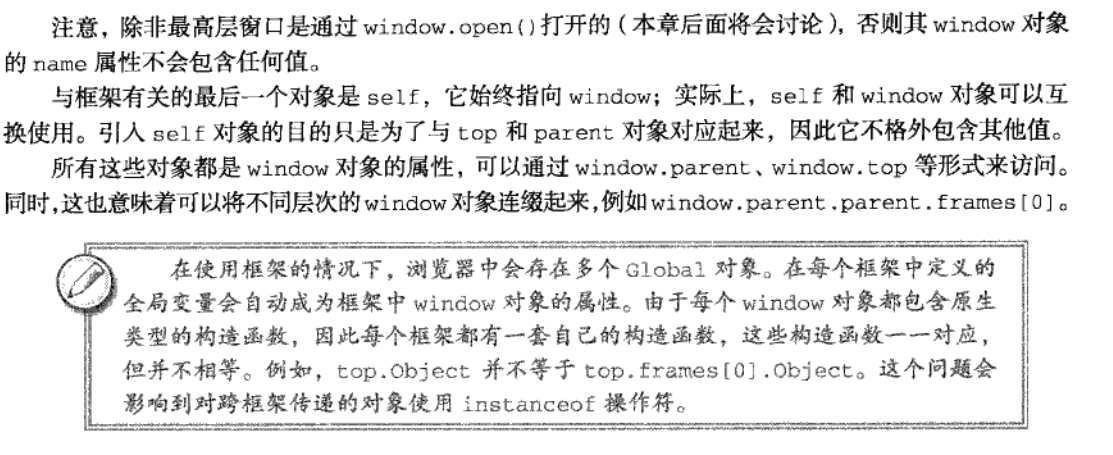 注意，除非最高层窗口是通过 window.open()打开的（本章后面将会讨论），否则其 window 对象
的 name 属性不会包含任何值。
与框架有关的最后一个对象是 self，它始终指向 window；实际上，self 和 window 对象可以互
换使用。引入 self 对象的目的只是为了与 top 和 parent 对象对应起来，因此它不格外包含其他值。
所有这些对象都是 window 对象的属性，可以通过 window.parent、window.top 等形式来访问。
同时,这也意味着可以将不同层次的 window 对象连缀起来,例如 window.parent.parent.frames[0]。
在使用框架的情况下，浏览器中会存在多个 Global 对象。在每个框架中定义的
全局变量会自动成为框架中 window 对象的属性。由于每个 window 对象都包含原生
类型的构造函数，因此每个框架都有一套自己的构造函数，这些构造函数一一对应，
但并不相等。例如，top.Object 并不等于 top.frames[0].Object。这个问题会
影响到对跨框架传递的对象使用 instanceof 操作符。